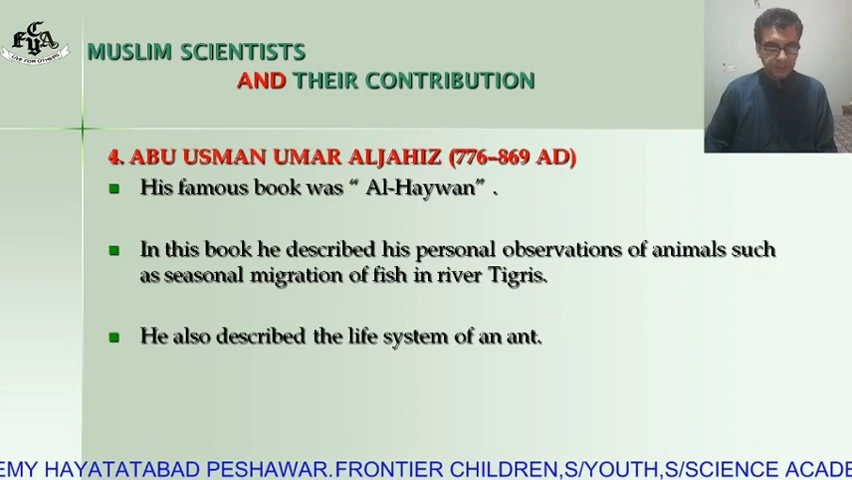 MUSLIM SCIENTISTS
AND THEIR CONTRIBUTION
4. ABU USMAN UMAR ALJAHIZ (776–869 AD)
His famous book was “ Al-Haywan” .
In this book he described his personal observations of animals such
as seasonal migration of fish in river Tigris.
He also described the life system of an ant.
EMY HAYATATABAD PESHAWAR.FRONTIER CHILDREN,S/YOUTH,S/SCIENCE ACADE